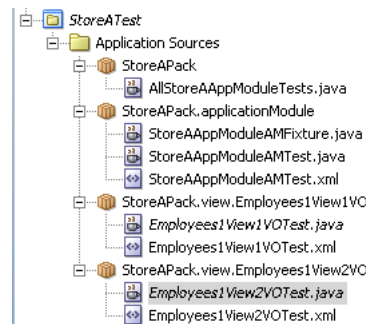 StoreATest
Application Sources
StoreAPack
AllStoreAAppModuleTests.java
StoreAPack.applicationModule
StoreAAppModuleAMFixture.java
StoreAAppModuleAMTest.java
StoreAAppModuleAMTest.xml
StoreAPack.view.Employees1View1VO
Employees1View1VOTest.java
Employees1View1VOTest.xml
StoreAPack.view.Employees1View2VO
Employees1View2VOTest.java
Employees1View2VOTest.xml